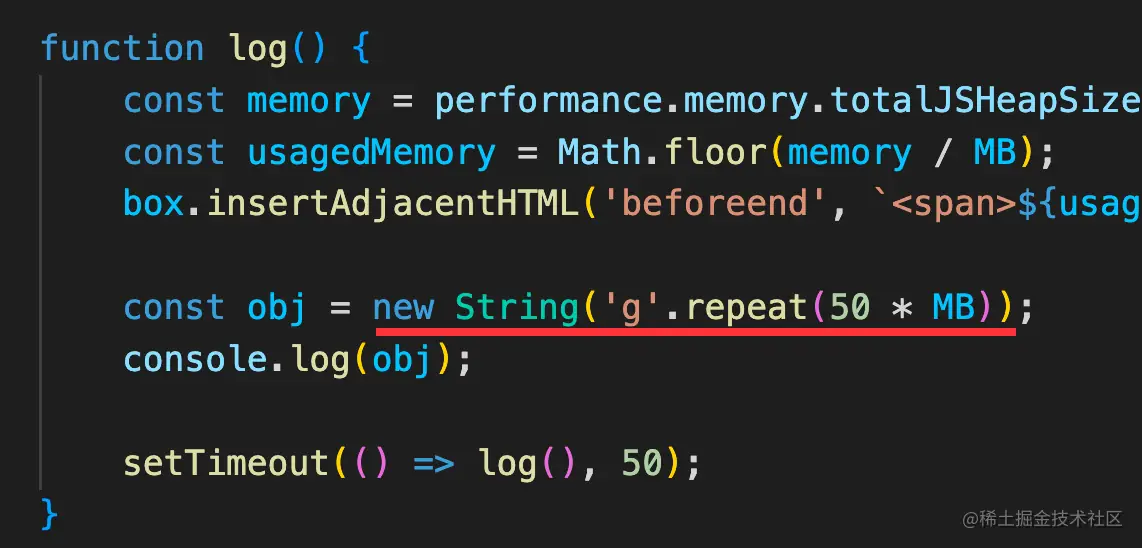 function log() {
const memory = performance.memory.totalJSHeapSize
const usagedMemory = Math.floor(memory / MB);
box.insertAdjacentHTML('beforeend', `<span>${usag
const obj = new String('g'.repeat(50 * MB));
console.log(obj);
setTimeout(() => log(), 50);
}
@稀土掘金技术社区